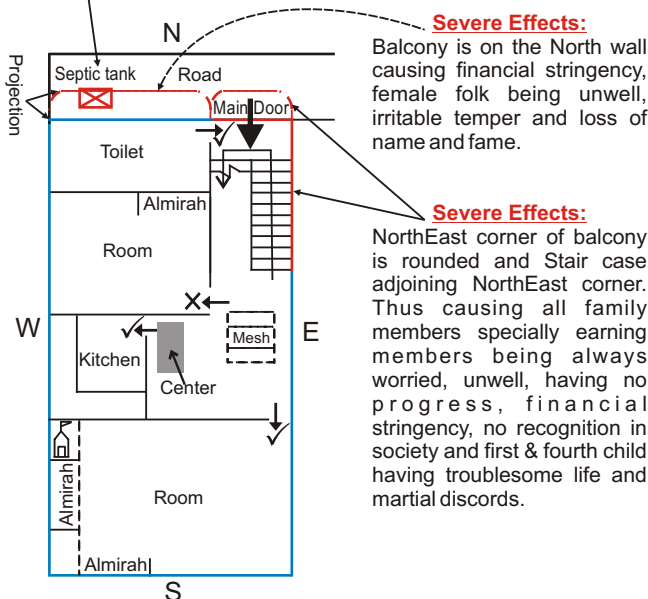 N
Projection
Septic tank
Road
Main Door
Toilet
Almirah
Room
X
W
E
Mesh
Kitchen
Center
Almirah
Room
Almirah
S
Severe Effects:
Balcony is on the North wall
causing financial stringency,
female folk being unwell,
irritable temper and loss of
name and fame.
Severe Effects:
NorthEast corner of balcony
is rounded and Stair case
adjoining NorthEast corner.
Thus causing all family
members specially earning
members being always
worried, unwell, having no
progress, financial
stringency, no recognition in
society and first & fourth child
having troublesome life and
martial discords.